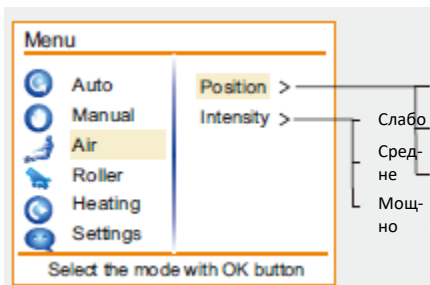 Menu
Auto
Manual
Air
Roller
Heating
Settings
Position >
Intensity >
Слабо
Сред-
не
Мощ-
но
Select the mode with OK button